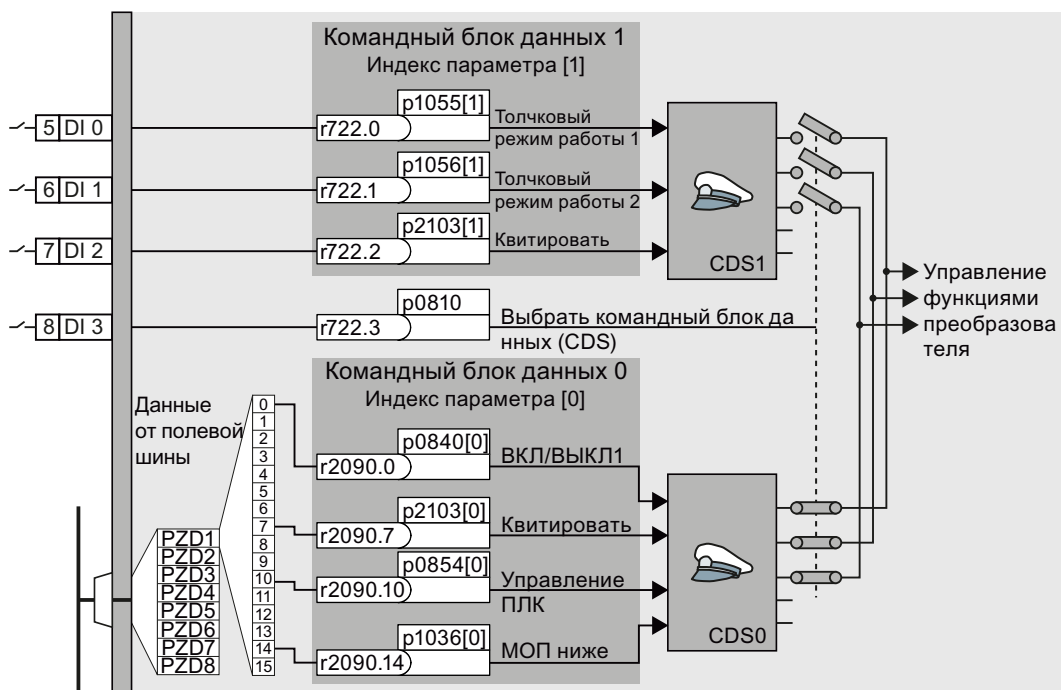 Командный блок данных 1
Индекс параметра [1]
5 DI 0
r722.0
p1055[1]
Толчковый
режим работы 1
6 DI 1
r722.1
p1056[1]
Толчковый
режим работы 2
7 DI 2
r722.2
p2103[1]
Квитировать
CDS1
8 DI 3
r722.3
p0810
Выбрать командный блок да
нных (CDS)
Управление
функциями
преобразова
теля
Командный блок данных 0
Индекс параметра [0]
Данные
от полевой
шины
PZD1
PZD2
PZD3
PZD4
PZD5
PZD6
PZD7
PZD8
0
1
2
3
4
5
6
7
8
9
10
11
12
13
14
15
r2090.0
p0840[0]
ВКЛ/ВЫКЛ1
r2090.7
p2103[0]
Квитировать
r2090.10
p0854[0]
Управление
ПЛК
r2090.14
p1036[0]
МОП ниже
CDS0